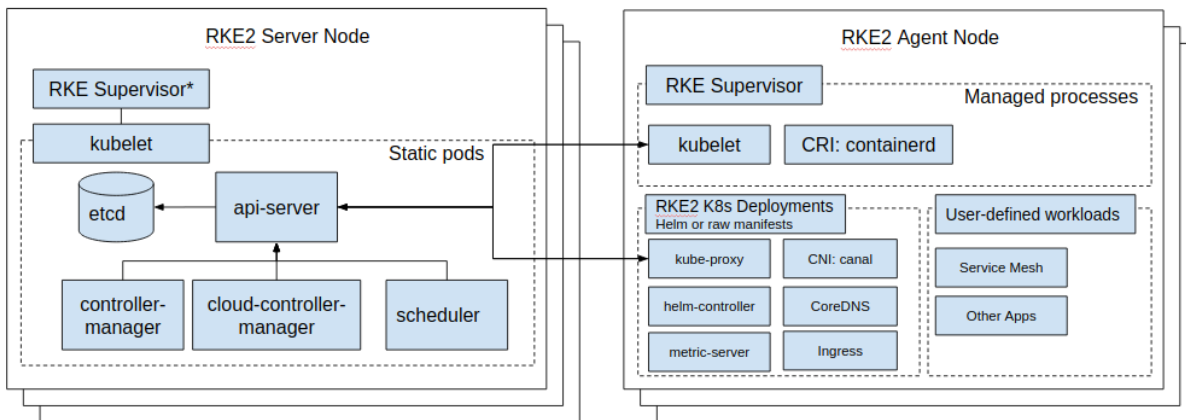 RKE2 Server Node
RKE Supervisor*
kubelet
Static pods
etcd
api-server
controller-
manager
cloud-controller-
manager
scheduler
RKE2 Agent Node
RKE Supervisor
Managed processes
kubelet
CRI: containerd
RKE2 K8s Deployments
Helm or raw manifests
kube-proxy
CNI: canal
helm-controller
CoreDNS
metric-server
Ingress
User-defined workloads
Service Mesh
Other Apps